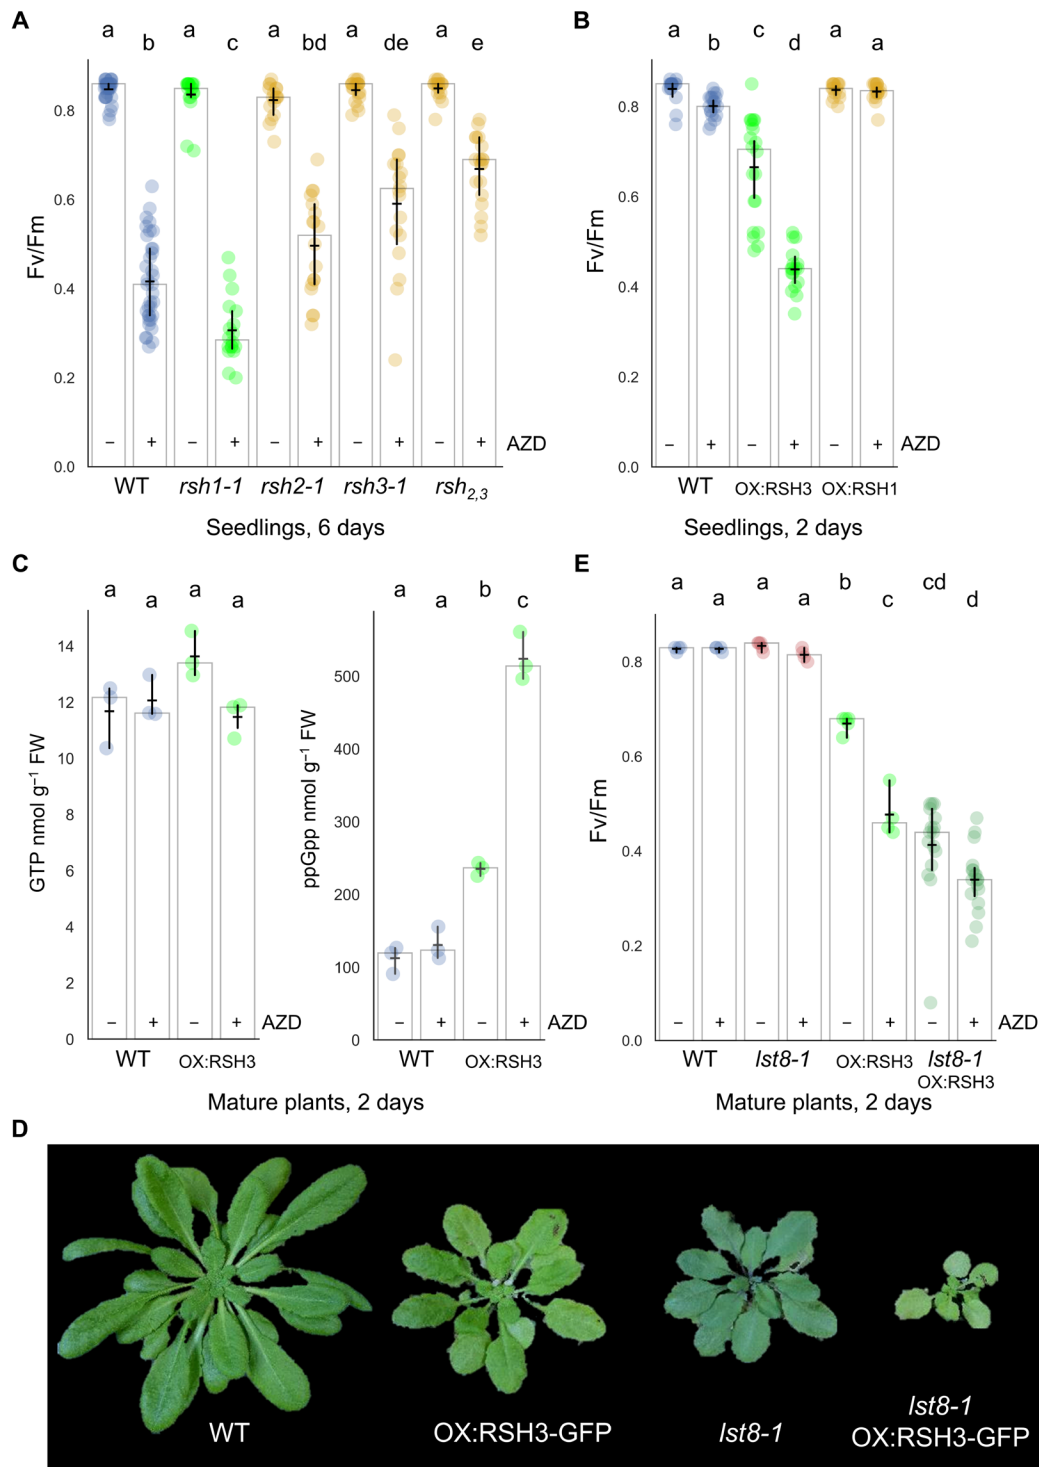 A
a b a c a bd a de a e
Fv/Fm
0.8
0.6
0.4
0.2
0.0
– + – + – + – + – + AZD
WT rsh1-1 rsh2-1 rsh3-1 rsh2,3
Seedlings, 6 days
B
a b c d a a
Fv/Fm
0.8
0.6
0.4
0.2
0.0
– + – + – + AZD
WT OX:RSH3 OX:RSH1
Seedlings, 2 days
C
a a a a
GTP nmol g⁻¹ FW
14
12
10
8
6
4
2
0
– + – + AZD
WT OX:RSH3
a a b c
ppGpp nmol g⁻¹ FW
500
400
300
200
100
0
– + – + AZD
WT OX:RSH3
Mature plants, 2 days
E
a a a a b c cd d
Fv/Fm
0.8
0.6
0.4
0.2
0.0
– + – + – + – + AZD
WT lst8-1 OX:RSH3 lst8-1
OX:RSH3
Mature plants, 2 days
D
WT OX:RSH3-GFP lst8-1 lst8-1
OX:RSH3-GFP